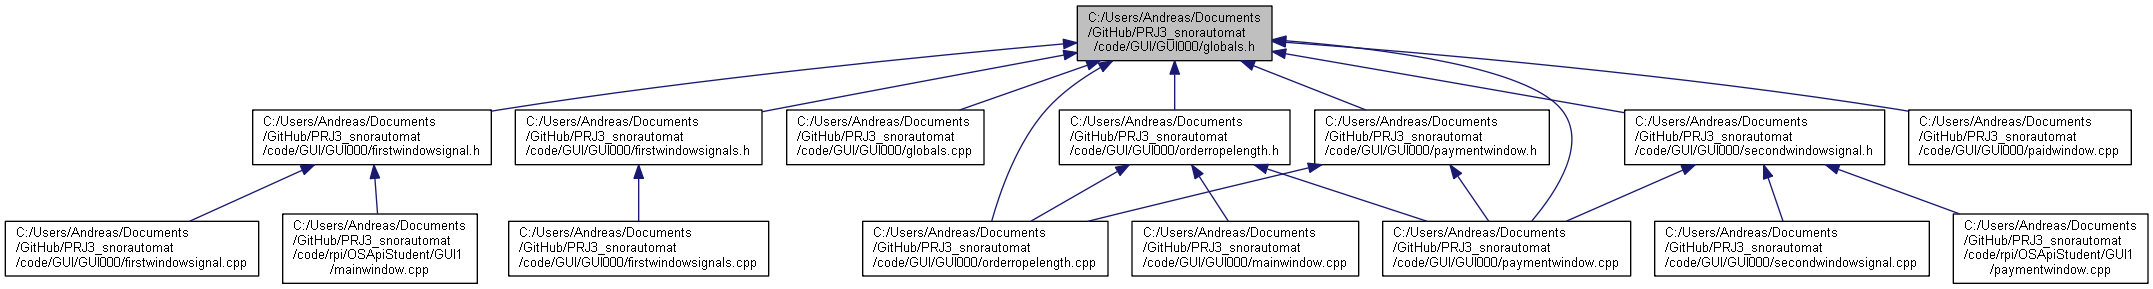 C:/Users/Andreas/Documents
/GitHub/PRJ3_snorautomat
/code/GUI/GUI000/globals.h
C:/Users/Andreas/Documents
/GitHub/PRJ3_snorautomat
/code/GUI/GUI000/firstwindowsignal.h
C:/Users/Andreas/Documents
/GitHub/PRJ3_snorautomat
/code/GUI/GUI000/firstwindowsignals.h
C:/Users/Andreas/Documents
/GitHub/PRJ3_snorautomat
/code/GUI/GUI000/globals.cpp
C:/Users/Andreas/Documents
/GitHub/PRJ3_snorautomat
/code/GUI/GUI000/orderropelength.h
C:/Users/Andreas/Documents
/GitHub/PRJ3_snorautomat
/code/GUI/GUI000/paymentwindow.h
C:/Users/Andreas/Documents
/GitHub/PRJ3_snorautomat
/code/GUI/GUI000/secondwindowsignal.h
C:/Users/Andreas/Documents
/GitHub/PRJ3_snorautomat
/code/GUI/GUI000/paidwindow.cpp
C:/Users/Andreas/Documents
/GitHub/PRJ3_snorautomat
/code/GUI/GUI000/firstwindowsignal.cpp
C:/Users/Andreas/Documents
/GitHub/PRJ3_snorautomat
/code/rpi/OSApiStudent/GUI1
/mainwindow.cpp
C:/Users/Andreas/Documents
/GitHub/PRJ3_snorautomat
/code/GUI/GUI000/firstwindowsignals.cpp
C:/Users/Andreas/Documents
/GitHub/PRJ3_snorautomat
/code/GUI/GUI000/orderropelength.cpp
C:/Users/Andreas/Documents
/GitHub/PRJ3_snorautomat
/code/GUI/GUI000/mainwindow.cpp
C:/Users/Andreas/Documents
/GitHub/PRJ3_snorautomat
/code/GUI/GUI000/paymentwindow.cpp
C:/Users/Andreas/Documents
/GitHub/PRJ3_snorautomat
/code/GUI/GUI000/secondwindowsignal.cpp
C:/Users/Andreas/Documents
/GitHub/PRJ3_snorautomat
/code/rpi/OSApiStudent/GUI1
/paymentwindow.cpp